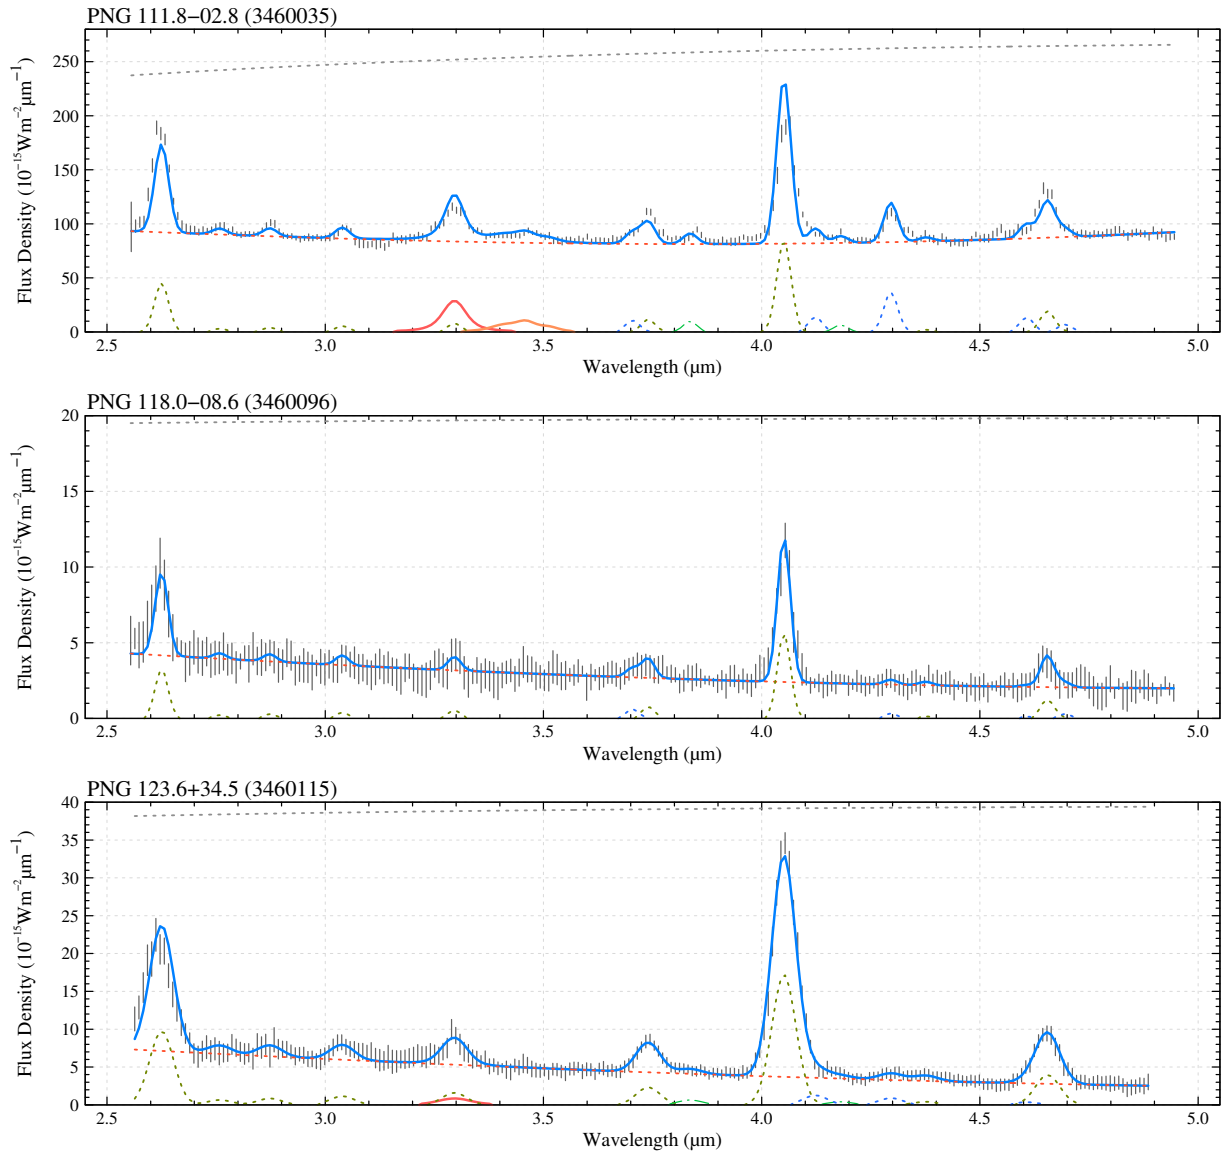 PNG 111.8−02.8 (3460035)
Flux Density (10⁻¹⁵Wm⁻²μm⁻¹)
250
200
150
100
50
0
2.5 3.0 3.5 4.0 4.5 5.0
Wavelength (μm)
PNG 118.0−08.6 (3460096)
Flux Density (10⁻¹⁵Wm⁻²μm⁻¹)
20
15
10
5
0
2.5 3.0 3.5 4.0 4.5 5.0
Wavelength (μm)
PNG 123.6+34.5 (3460115)
Flux Density (10⁻¹⁵Wm⁻²μm⁻¹)
40
35
30
25
20
15
10
5
0
2.5 3.0 3.5 4.0 4.5 5.0
Wavelength (μm)